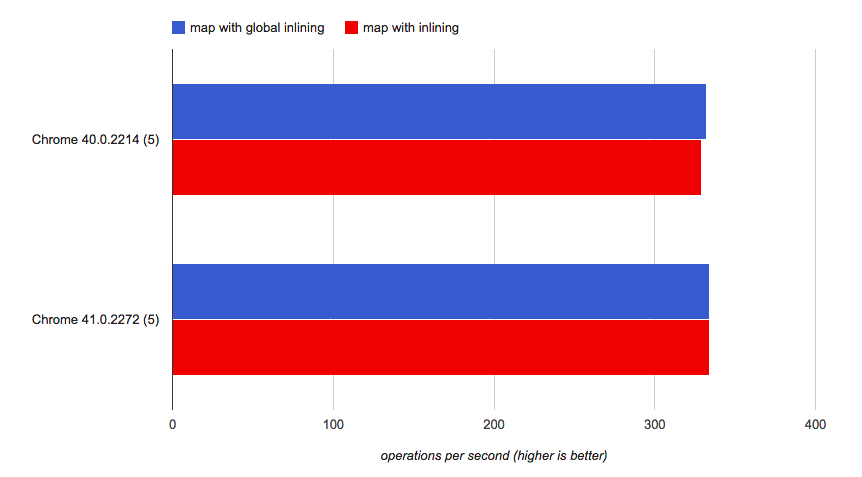 map with global inlining map with inlining
Chrome 40.0.2214 (5)
Chrome 41.0.2272 (5)
0 100 200 300 400
operations per second (higher is better)